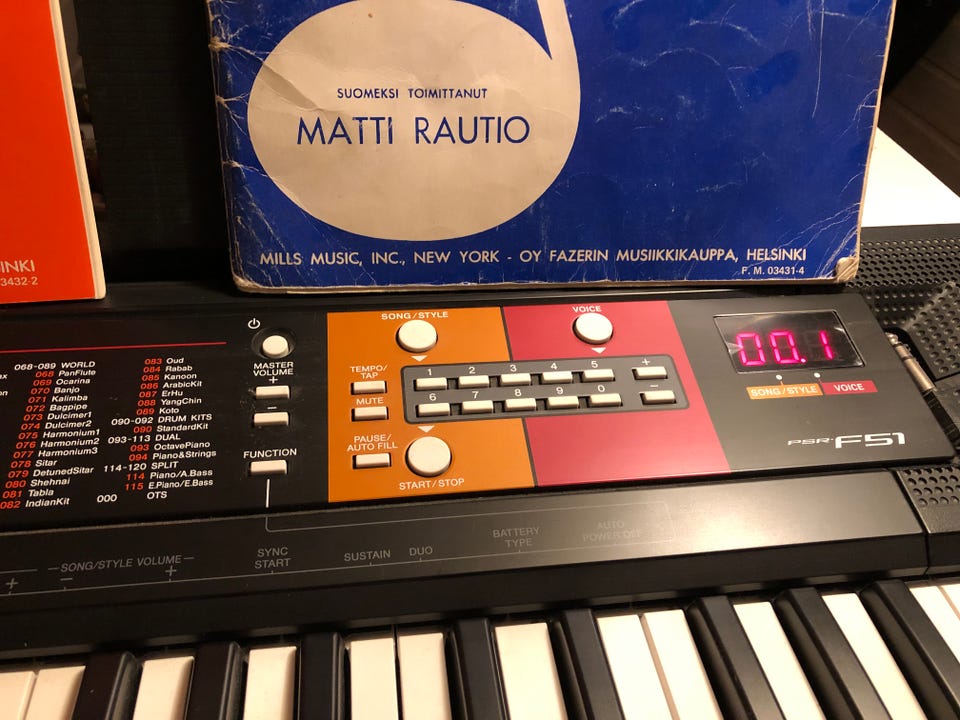 SUOMEKSI TOIMITTANUT
MATTI RAUTIO
MILLS MUSIC, INC., NEW YORK - OY FAZERIN MUSIIKKIKAUPPA, HELSINKI
F. M. 03431-4
INKI
03432-2
068-089 WORLD
068 PanFlute
069 Ocarina
070 Banjo
071 Kalimba
072 Bagpipe
073 Dulcimer1
074 Dulcimer2
075 Harmonium1
076 Harmonium2
077 Harmonium3
078 Sitar
079 DetunedSitar
080 Shehnai
081 Tabla
082 IndianKit
083 Oud
084 Rabab
085 Kanoon
086 ArabicKit
087 ErHu
088 YangChin
089 Koto
090-092 DRUM KITS
090 StandardKit
093-113 DUAL
093 OctavePiano
094 Piano&Strings
114-120 SPLIT
114 Piano/A.Bass
115 E.Piano/E.Bass
000 OTS
MASTER
VOLUME
+
−
FUNCTION
SONG/STYLE
VOICE
TEMPO/
TAP
MUTE
PAUSE/
AUTO FILL
START/STOP
1 2 3 4 5 +
6 7 8 9 0 −
00.1
SONG/STYLE VOICE
PSR-F51
+ −SONG/STYLE VOLUME−
− +
SYNC
START
SUSTAIN DUO
BATTERY
TYPE
AUTO
POWER OFF